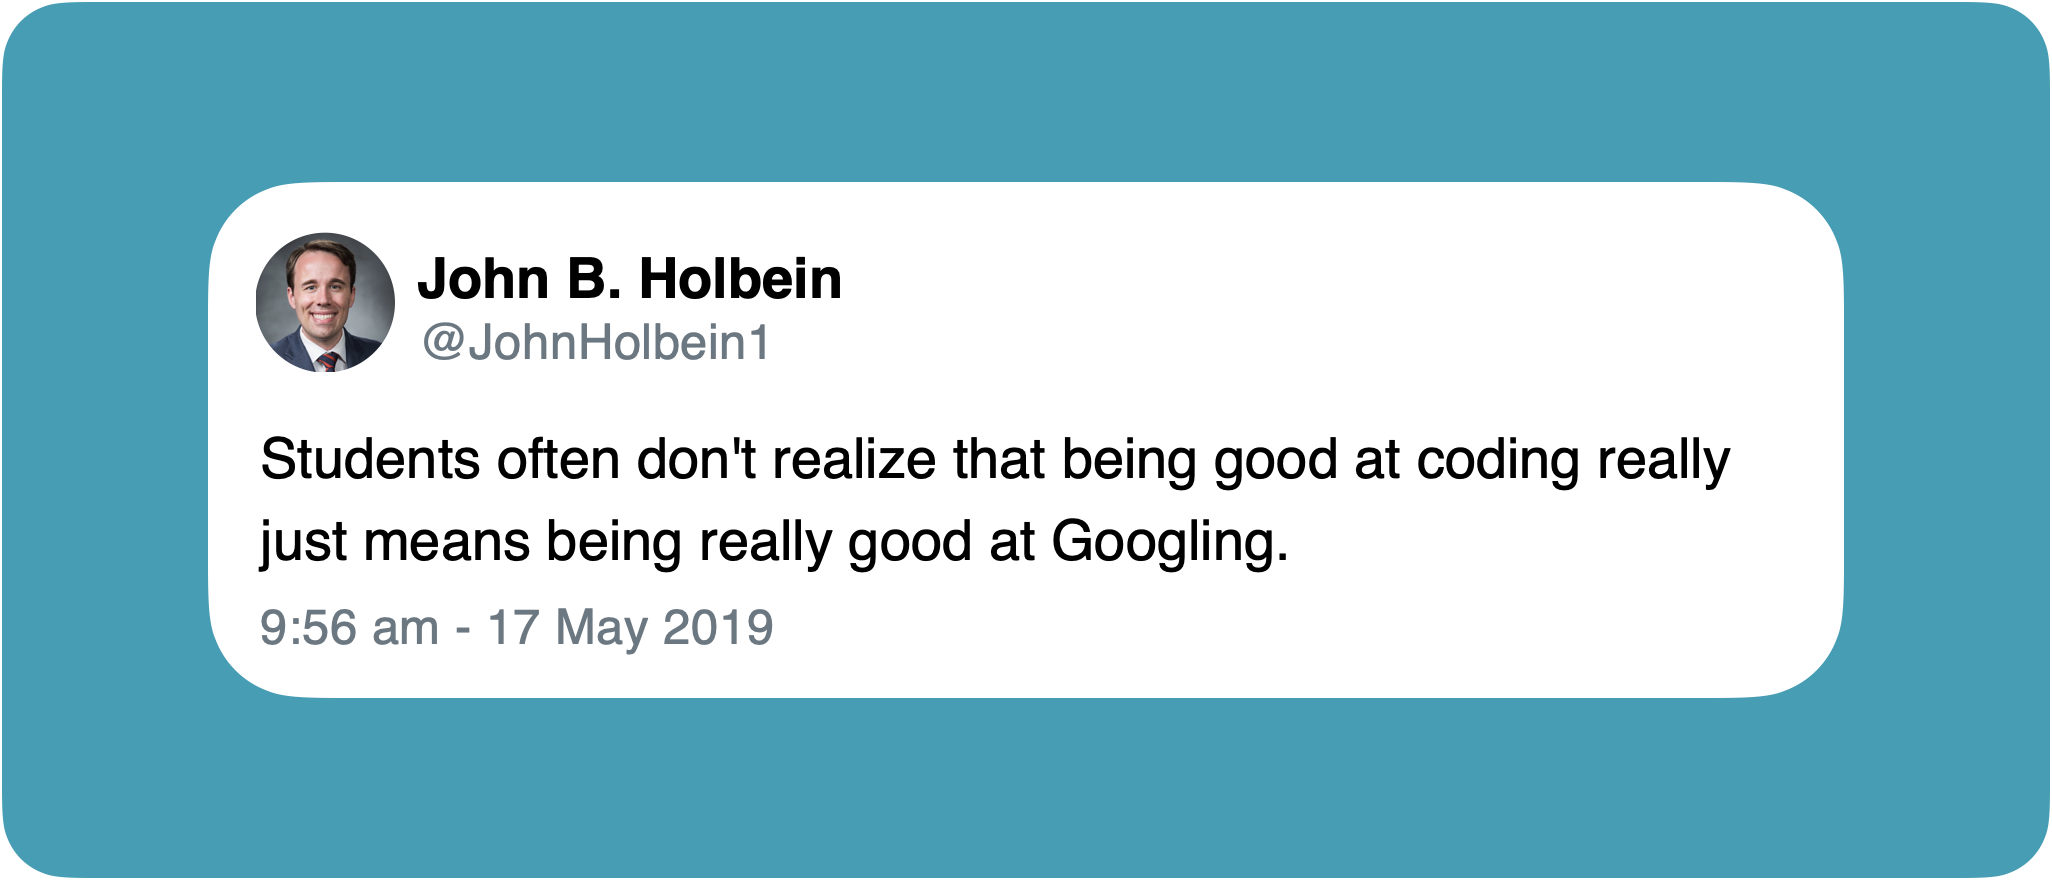 John B. Holbein
@JohnHolbein1
Students often don't realize that being good at coding really
just means being really good at Googling.
9:56 am - 17 May 2019